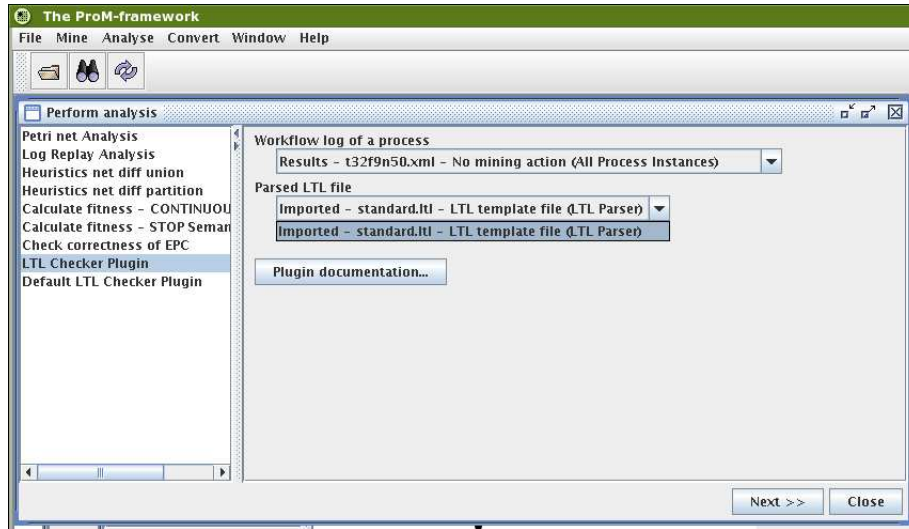 The ProM-framework
File Mine Analyse Convert Window Help
Perform analysis
Petri net Analysis
Log Replay Analysis
Heuristics net diff union
Heuristics net diff partition
Calculate fitness - CONTINUOU
Calculate fitness - STOP Seman
Check correctness of EPC
LTL Checker Plugin
Default LTL Checker Plugin
Workflow log of a process
Results - t32f9n50.xml - No mining action (All Process Instances)
Parsed LTL file
Imported - standard.ltl - LTL template file (LTL Parser)
Imported - standard.ltl - LTL template file (LTL Parser)
Plugin documentation...
Next >> Close